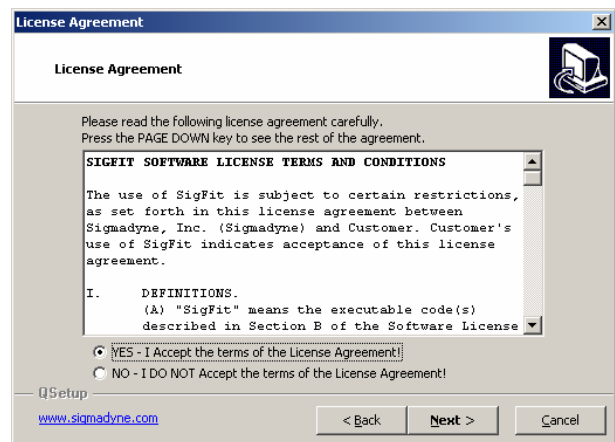 License Agreement
License Agreement
Please read the following license agreement carefully.
Press the PAGE DOWN key to see the rest of the agreement.
SIGFIT SOFTWARE LICENSE TERMS AND CONDITIONS
The use of SigFit is subject to certain restrictions,
as set forth in this license agreement between
Sigmadyne, Inc. (Sigmadyne) and Customer. Customer's
use of SigFit indicates acceptance of this license
agreement.
I. DEFINITIONS.
(A) "SigFit" means the executable code(s)
described in Section B of the Software License
YES - I Accept the terms of the License Agreement!
NO - I DO NOT Accept the terms of the License Agreement!
QSetup
www.sigmadyne.com < Back Next > Cancel